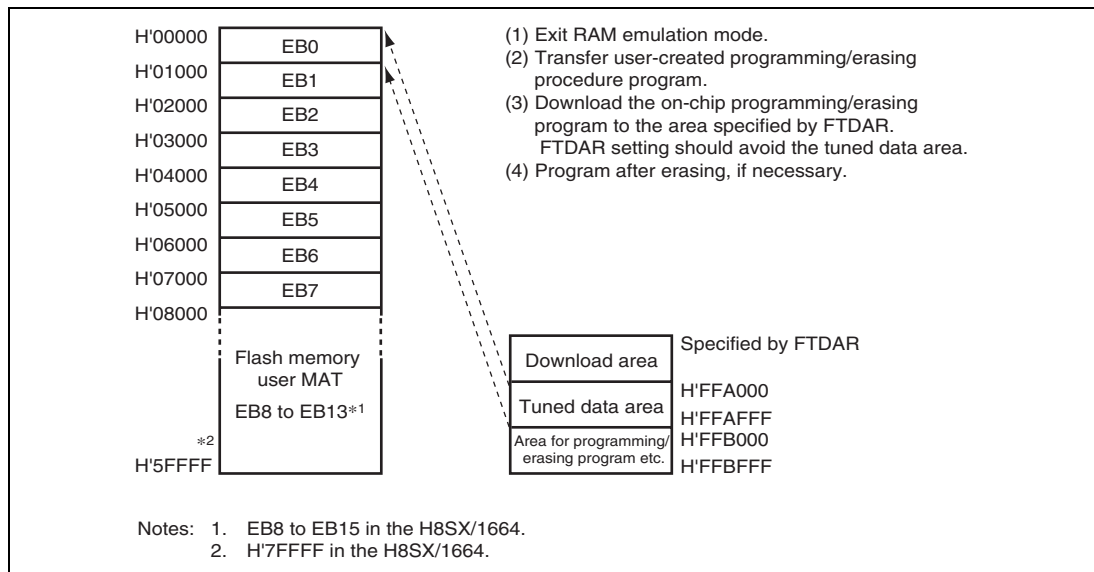 H'00000
EB0
H'01000
EB1
H'02000
EB2
H'03000
EB3
H'04000
EB4
H'05000
EB5
H'06000
EB6
H'07000
EB7
H'08000
Flash memory
user MAT
EB8 to EB13*1
*2
H'5FFFF
(1) Exit RAM emulation mode.
(2) Transfer user-created programming/erasing
procedure program.
(3) Download the on-chip programming/erasing
program to the area specified by FTDAR.
FTDAR setting should avoid the tuned data area.
(4) Program after erasing, if necessary.
Download area
Specified by FTDAR
H'FFA000
Tuned data area
H'FFAFFF
Area for programming/
erasing program etc.
H'FFB000
H'FFBFFF
Notes: 1. EB8 to EB15 in the H8SX/1664.
2. H'7FFFF in the H8SX/1664.